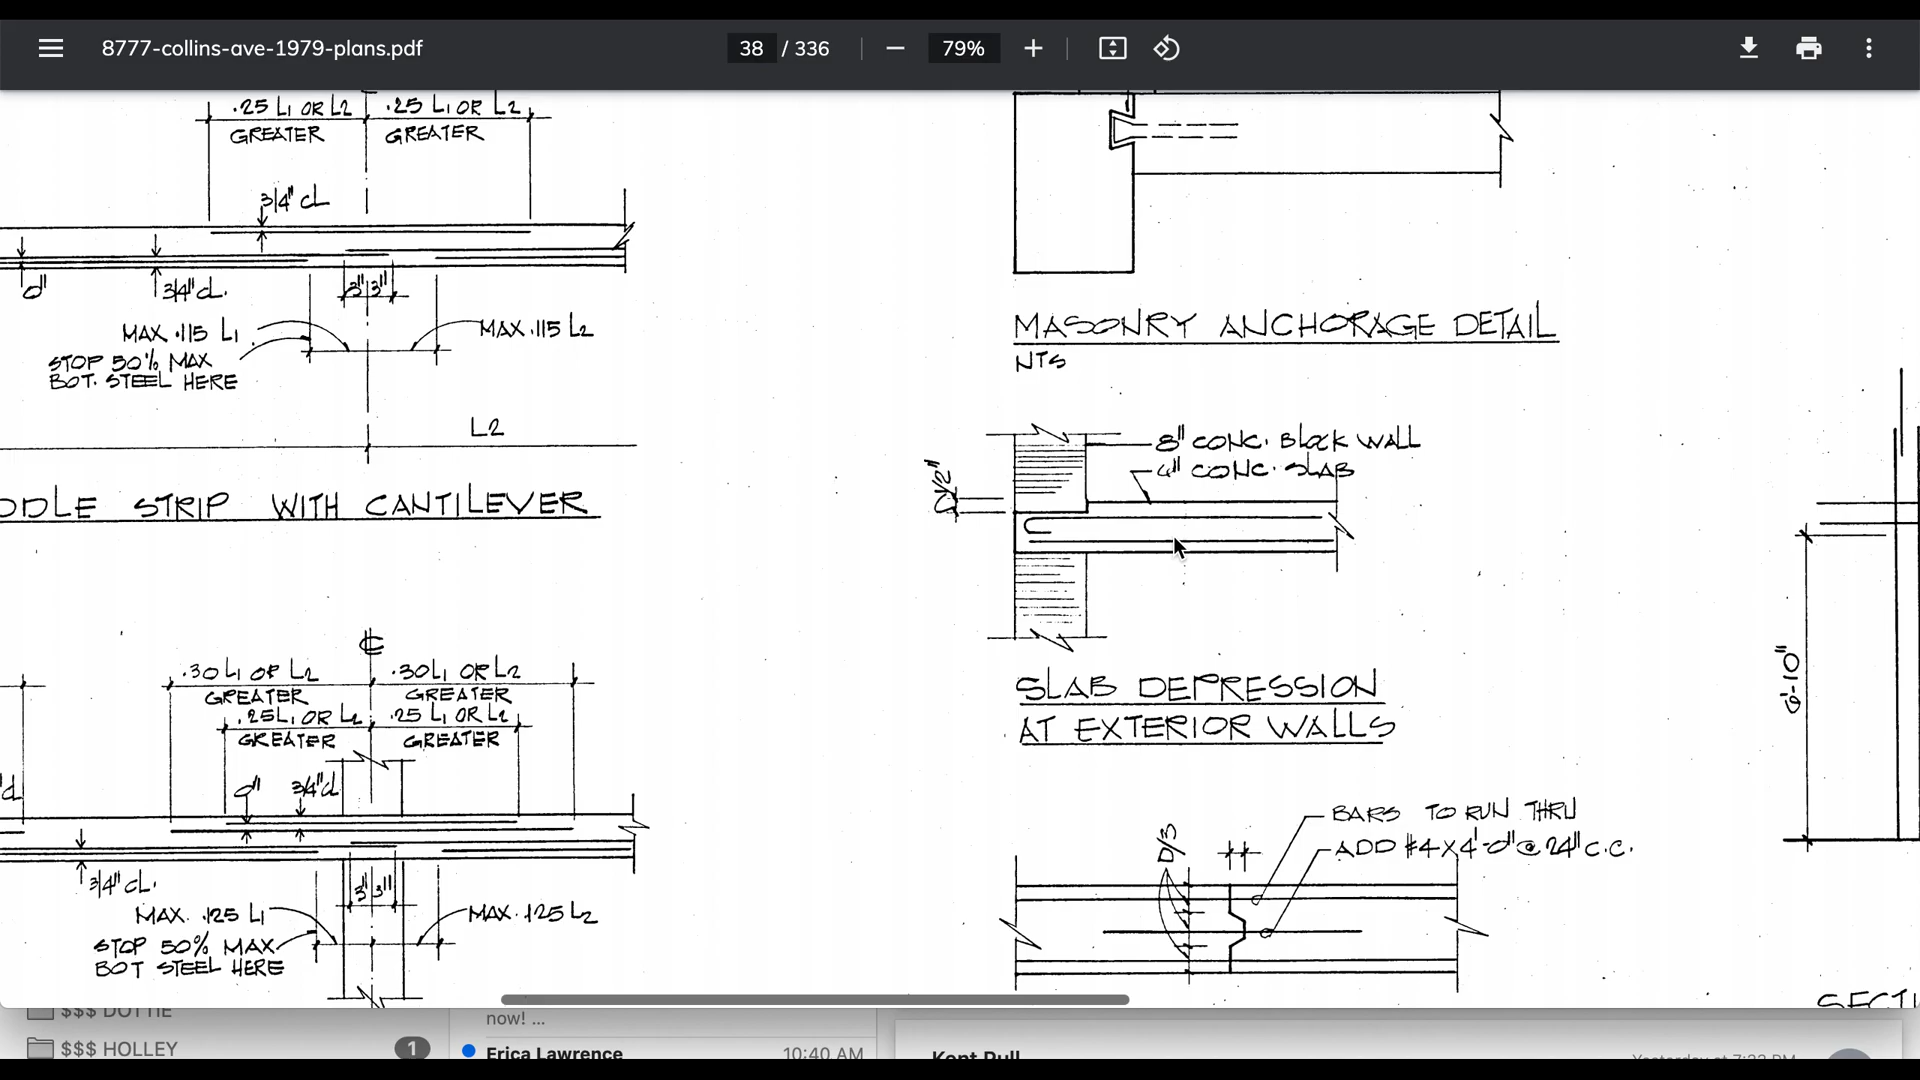 8777-collins-ave-1979-plans.pdf
38 / 336
79%
.25 L1 OR L2
GREATER
.25 L1 OR L2
GREATER
3/4" CL
3/4" CL.
3" 3"
MAX .115 L1
MAX .115 L2
STOP 50% MAX
BOT. STEEL HERE
L2
DDLE STRIP WITH CANTILEVER
℄
.30 L1 OR L2
GREATER
.30 L1 OR L2
GREATER
.25 L1 OR L2
GREATER
.25 L1 OR L2
GREATER
3/4" CL
3/4" CL.
3" 3"
MAX. .125 L1
MAX .125 L2
STOP 50% MAX
BOT STEEL HERE
MASONRY ANCHORAGE DETAIL
NTS
8" CONC. BLOCK WALL
CONC. SLAB
SLAB DEPRESSION
AT EXTERIOR WALLS
D/3
BARS TO RUN THRU
ADD #4 X 4'-0" @ 24" C.C.
6'-10"
SECTI
$$$ DOTTIE
$$$ HOLLEY
1
now! ...
Erica Lawrence
10:40 AM